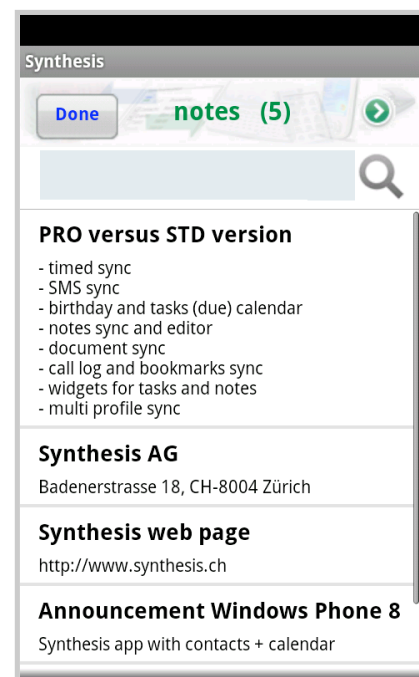 Synthesis
Done
notes (5)
PRO versus STD version
- timed sync
- SMS sync
- birthday and tasks (due) calendar
- notes sync and editor
- document sync
- call log and bookmarks sync
- widgets for tasks and notes
- multi profile sync
Synthesis AG
Badenerstrasse 18, CH-8004 Zürich
Synthesis web page
http://www.synthesis.ch
Announcement Windows Phone 8
Synthesis app with contacts + calendar